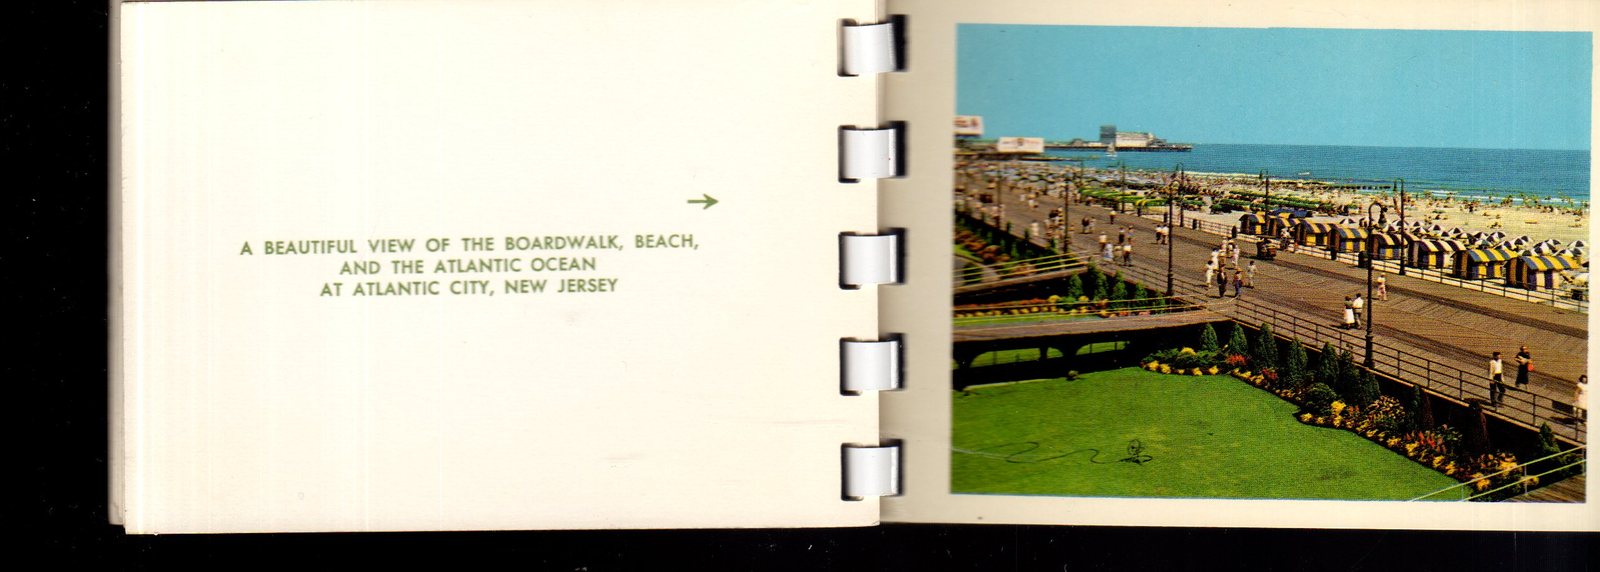 A BEAUTIFUL VIEW OF THE BOARDWALK, BEACH,
AND THE ATLANTIC OCEAN
AT ATLANTIC CITY, NEW JERSEY